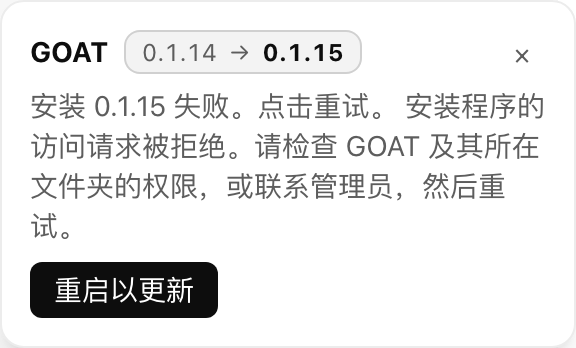 GOAT 0.1.14 → 0.1.15 ×
安装 0.1.15 失败。点击重试。 安装程序的
访问请求被拒绝。请检查 GOAT 及其所在
文件夹的权限，或联系管理员，然后重
试。
重启以更新